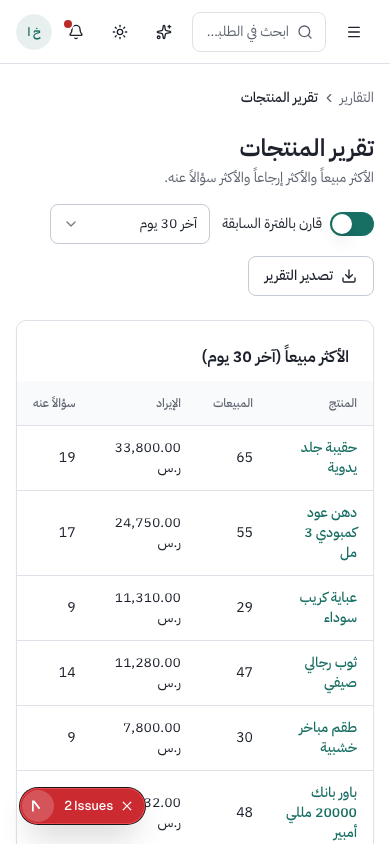 ابحث في الطلبـ...
خ ا
التقارير
تقرير المنتجات
تقرير المنتجات
الأكثر مبيعاً والأكثر إرجاعاً والأكثر سؤالاً عنه.
قارن بالفترة السابقة
آخر 30 يوم
تصدير التقرير
الأكثر مبيعاً (آخر 30 يوم)
المنتج المبيعات الإيراد سؤالاً عنه
حقيبة جلد يدوية 65 33,800.00 ر.س 19
دهن عود كمبودي 3 مل 55 24,750.00 ر.س 17
عباية كريب سوداء 29 11,310.00 ر.س 9
ثوب رجالي صيفي 47 11,280.00 ر.س 14
طقم مباخر خشبية 30 7,800.00 ر.س 9
باور بانك 20000 مللي أمبير 48 32.00 ر.س
2 Issues